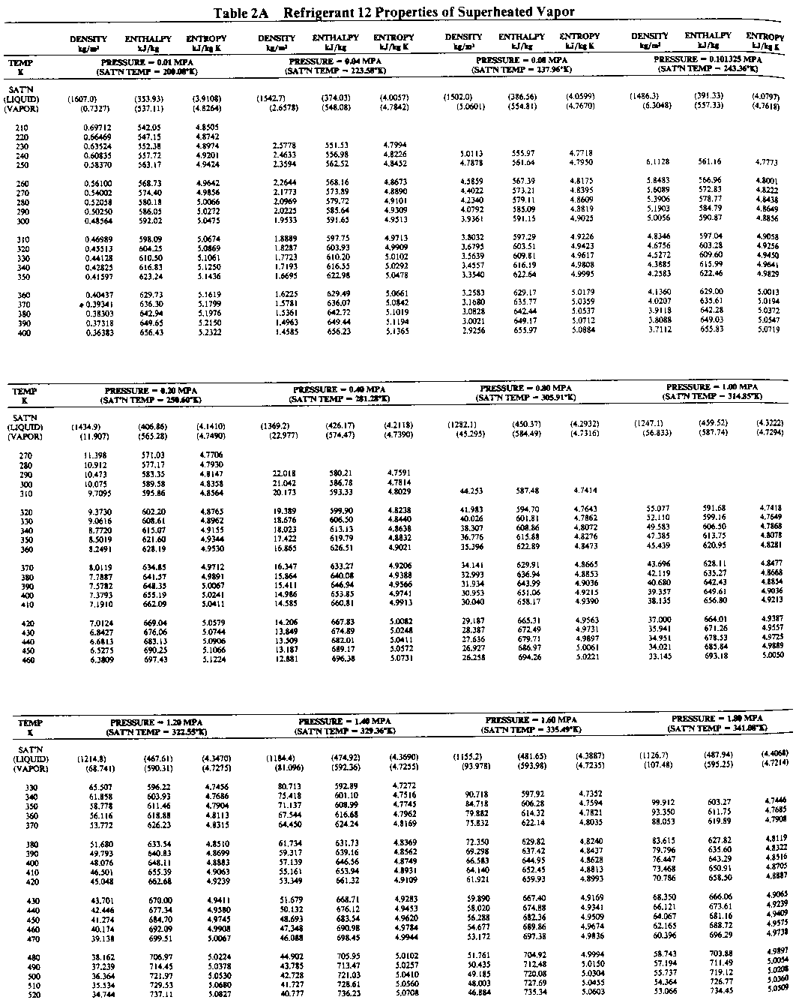 Table 2A Refrigerant 12 Properties of Superheated Vapor
DENSITY ENTHALPY ENTROPY DENSITY ENTHALPY ENTROPY DENSITY ENTHALPY ENTROPY DENSITY ENTHALPY ENTROPY
kg/m³ kJ/kg kJ/kg K kg/m³ kJ/kg kJ/kg K kg/m³ kJ/kg kJ/kg K kg/m³ kJ/kg kJ/kg K
TEMP PRESSURE = 0.01 MPA PRESSURE = 0.04 MPA PRESSURE = 0.08 MPA PRESSURE = 0.101325 MPA
K (SAT'N TEMP = 200.08°K) (SAT'N TEMP = 223.58°K) (SAT'N TEMP = 237.96°K) (SAT'N TEMP = 243.36°K)
SAT'N
(LIQUID) (1607.0) (353.93) (3.9108) (1542.7) (374.03) (4.0057) (1502.0) (386.56) (4.0599) (1486.3) (391.33) (4.0797)
(VAPOR) (0.7327) (537.11) (4.8264) (2.6578) (548.08) (4.7842) (5.0601) (554.81) (4.7670) (6.3048) (557.33) (4.7618)
210 0.69712 542.05 4.8505
220 0.66469 547.15 4.8742
230 0.63524 552.38 4.8974 2.5778 551.53 4.7994
240 0.60835 557.72 4.9201 2.4633 556.98 4.8226 5.0113 555.97 4.7718
250 0.58370 563.17 4.9424 2.3594 562.52 4.8452 4.7878 561.64 4.7950 6.1128 561.16 4.7773
260 0.56100 568.73 4.9642 2.2644 568.16 4.8673 4.5859 567.39 4.8175 5.8483 566.96 4.8001
270 0.54002 574.40 4.9856 2.1773 573.89 4.8890 4.4022 573.21 4.8395 5.6089 572.83 4.8222
280 0.52058 580.18 5.0066 2.0969 579.72 4.9101 4.2340 579.11 4.8609 5.3906 578.77 4.8438
290 0.50250 586.05 5.0272 2.0225 585.64 4.9309 4.0792 585.09 4.8819 5.1903 584.79 4.8649
300 0.48564 592.02 5.0475 1.9533 591.65 4.9513 3.9361 591.15 4.9025 5.0056 590.87 4.8856
310 0.46989 598.09 5.0674 1.8889 597.75 4.9713 3.8032 597.29 4.9226 4.8346 597.04 4.9058
320 0.45513 604.25 5.0869 1.8287 603.93 4.9909 3.6795 603.51 4.9423 4.6756 603.28 4.9256
330 0.44128 610.50 5.1061 1.7723 610.20 5.0102 3.5639 609.81 4.9617 4.5272 609.60 4.9450
340 0.42825 616.83 5.1250 1.7193 616.55 5.0292 3.4557 616.19 4.9808 4.3885 615.99 4.9641
350 0.41597 623.24 5.1436 1.6695 622.98 5.0478 3.3540 622.64 4.9995 4.2583 622.46 4.9829
360 0.40437 629.73 5.1619 1.6225 629.49 5.0661 3.2583 629.17 5.0179 4.1360 629.00 5.0013
370 0.39341 636.30 5.1799 1.5781 636.07 5.0842 3.1680 635.77 5.0359 4.0207 635.61 5.0194
380 0.38303 642.94 5.1976 1.5361 642.72 5.1019 3.0828 642.44 5.0537 3.9118 642.28 5.0372
390 0.37318 649.65 5.2150 1.4963 649.44 5.1194 3.0021 649.17 5.0712 3.8088 649.03 5.0547
400 0.36383 656.43 5.2322 1.4585 656.23 5.1365 2.9256 655.97 5.0884 3.7112 655.83 5.0719
TEMP PRESSURE = 0.20 MPA PRESSURE = 0.40 MPA PRESSURE = 0.80 MPA PRESSURE = 1.00 MPA
K (SAT'N TEMP = 260.60°K) (SAT'N TEMP = 281.28°K) (SAT'N TEMP = 305.91°K) (SAT'N TEMP = 314.85°K)
SAT'N
(LIQUID) (1434.9) (406.86) (4.1410) (1369.2) (426.17) (4.2118) (1282.1) (450.37) (4.2932) (1247.1) (459.52) (4.3222)
(VAPOR) (11.907) (565.28) (4.7490) (22.977) (574.47) (4.7390) (45.295) (584.49) (4.7316) (56.833) (587.74) (4.7294)
270 11.398 571.03 4.7706
280 10.912 577.17 4.7930
290 10.473 583.35 4.8147 22.018 580.21 4.7591
300 10.075 589.58 4.8358 21.042 586.78 4.7814
310 9.7095 595.86 4.8564 20.173 593.33 4.8029 44.253 587.48 4.7414
320 9.3730 602.20 4.8765 19.389 599.90 4.8238 41.983 594.70 4.7643 55.077 591.68 4.7418
330 9.0616 608.61 4.8962 18.676 606.50 4.8440 40.026 601.81 4.7862 52.110 599.16 4.7649
340 8.7720 615.07 4.9155 18.023 613.13 4.8638 38.307 608.86 4.8072 49.583 606.50 4.7868
350 8.5019 621.60 4.9344 17.422 619.79 4.8832 36.776 615.88 4.8276 47.385 613.75 4.8078
360 8.2491 628.19 4.9530 16.865 626.51 4.9021 35.396 622.89 4.8473 45.439 620.95 4.8281
370 8.0119 634.85 4.9712 16.347 633.27 4.9206 34.141 629.91 4.8665 43.696 628.11 4.8477
380 7.7887 641.57 4.9891 15.864 640.08 4.9388 32.993 636.94 4.8853 42.119 635.27 4.8668
390 7.5782 648.35 5.0067 15.411 646.94 4.9566 31.934 643.99 4.9036 40.680 642.43 4.8854
400 7.3793 655.19 5.0241 14.986 653.85 4.9741 30.953 651.06 4.9215 39.357 649.61 4.9036
410 7.1910 662.09 5.0411 14.585 660.81 4.9913 30.040 658.17 4.9390 38.135 656.80 4.9213
420 7.0124 669.04 5.0579 14.206 667.83 5.0082 29.187 665.31 4.9563 37.000 664.01 4.9387
430 6.8427 676.06 5.0744 13.849 674.89 5.0248 28.387 672.49 4.9731 35.941 671.26 4.9557
440 6.6813 683.13 5.0906 13.509 682.01 5.0411 27.636 679.71 4.9897 34.951 678.53 4.9725
450 6.5275 690.25 5.1066 13.187 689.17 5.0572 26.927 686.97 5.0061 34.021 685.84 4.9889
460 6.3809 697.43 5.1224 12.881 696.38 5.0731 26.258 694.26 5.0221 33.145 693.18 5.0050
TEMP PRESSURE = 1.20 MPA PRESSURE = 1.40 MPA PRESSURE = 1.60 MPA PRESSURE = 1.80 MPA
K (SAT'N TEMP = 322.55°K) (SAT'N TEMP = 329.36°K) (SAT'N TEMP = 335.49°K) (SAT'N TEMP = 341.08°K)
SAT'N
(LIQUID) (1214.8) (467.61) (4.3470) (1184.4) (474.92) (4.3690) (1155.2) (481.65) (4.3887) (1126.7) (487.94) (4.4068)
(VAPOR) (68.741) (590.31) (4.7275) (81.096) (592.36) (4.7255) (93.978) (593.98) (4.7235) (107.48) (595.25) (4.7214)
330 65.507 596.22 4.7456 80.713 592.89 4.7272
340 61.858 603.93 4.7686 75.418 601.10 4.7516 90.718 597.92 4.7352
350 58.778 611.46 4.7904 71.137 608.99 4.7745 84.718 606.28 4.7594 99.912 603.27 4.7446
360 56.116 618.88 4.8113 67.544 616.68 4.7962 79.882 614.32 4.7821 93.350 611.75 4.7685
370 53.772 626.23 4.8315 64.450 624.24 4.8169 75.832 622.14 4.8035 88.053 619.89 4.7908
380 51.680 633.54 4.8510 61.734 631.73 4.8369 72.350 629.82 4.8240 83.615 627.82 4.8119
390 49.793 640.83 4.8699 59.317 639.16 4.8562 69.298 637.42 4.8437 79.796 635.60 4.8322
400 48.076 648.11 4.8883 57.139 646.56 4.8749 66.583 644.95 4.8628 76.447 643.29 4.8516
410 46.501 655.39 4.9063 55.161 653.94 4.8931 64.140 652.45 4.8813 73.468 650.91 4.8705
420 45.048 662.68 4.9239 53.349 661.32 4.9109 61.921 659.93 4.8993 70.786 658.50 4.8887
430 43.701 670.00 4.9411 51.679 668.71 4.9283 59.890 667.40 4.9169 68.350 666.06 4.9065
440 42.446 677.34 4.9580 50.132 676.12 4.9453 58.020 674.88 4.9341 66.121 673.61 4.9239
450 41.274 684.70 4.9745 48.693 683.54 4.9620 56.288 682.36 4.9509 64.067 681.16 4.9409
460 40.174 692.09 4.9908 47.348 690.98 4.9784 54.677 689.86 4.9674 62.165 688.72 4.9575
470 39.138 699.51 5.0067 46.088 698.45 4.9944 53.172 697.38 4.9836 60.396 696.29 4.9738
480 38.162 706.97 5.0224 44.902 705.95 5.0102 51.761 704.92 4.9994 58.743 703.88 4.9897
490 37.239 714.45 5.0378 43.785 713.47 5.0257 50.435 712.48 5.0150 57.194 711.49 5.0054
500 36.364 721.97 5.0530 42.728 721.03 5.0410 49.185 720.08 5.0304 55.737 719.12 5.0208
510 35.534 729.53 5.0680 41.727 728.61 5.0560 48.003 727.69 5.0455 54.364 726.77 5.0360
520 34.744 737.11 5.0827 40.777 736.23 5.0708 46.884 735.34 5.0603 53.066 734.45 5.0509